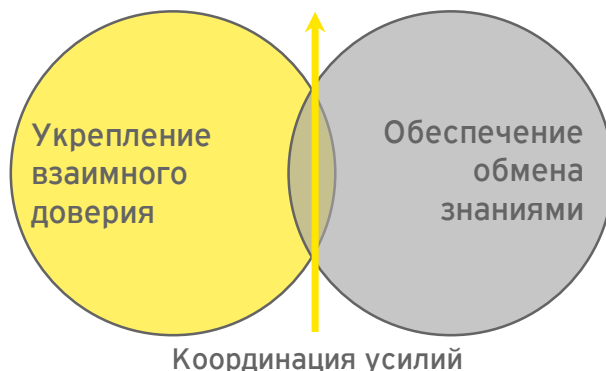 Укрепление
взаимного
доверия
Обеспечение
обмена
знаниями
Координация усилий